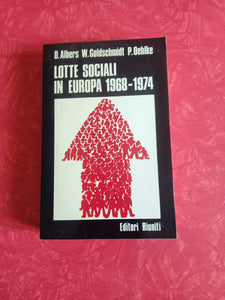 D. Albers W. Goldschmidt P. Oehlke
LOTTE SOCIALI
IN EUROPA 1968-1974
Editori Riuniti